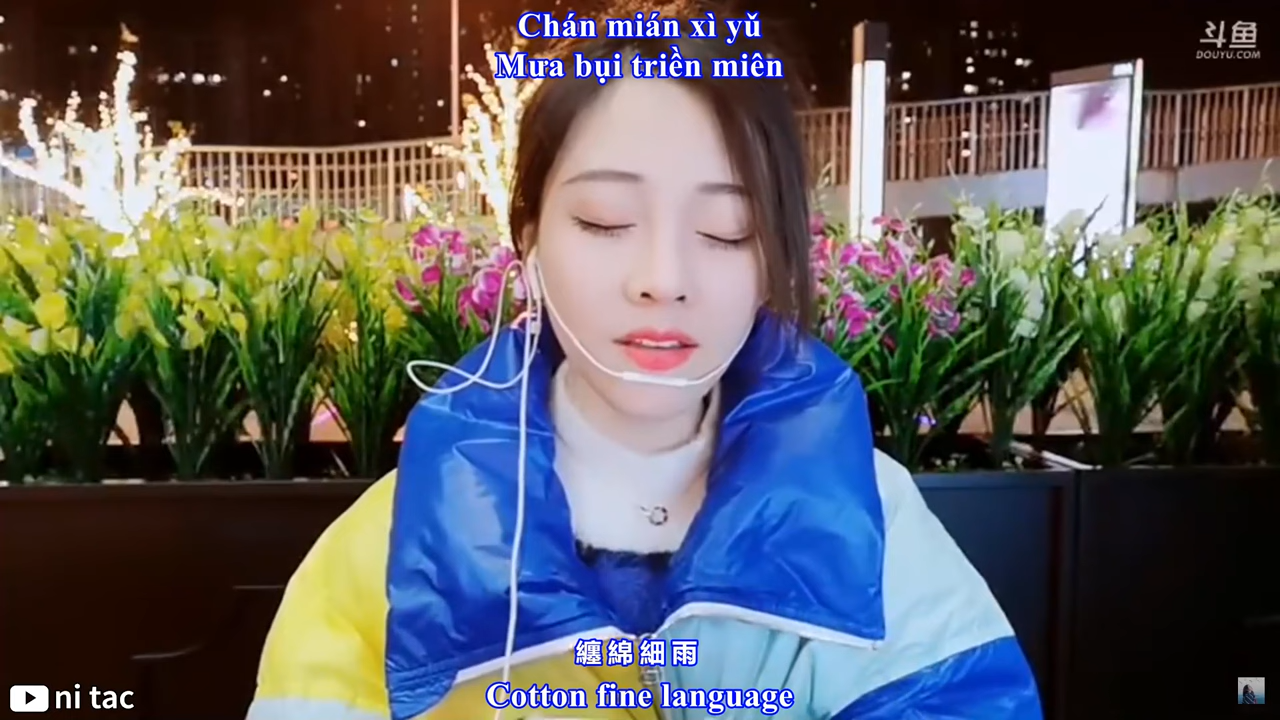 Chán mián xì yǔ
Mưa bụi triền miên
斗鱼
DOUYU.COM
纏綿細雨
Cotton fine language
ni tac